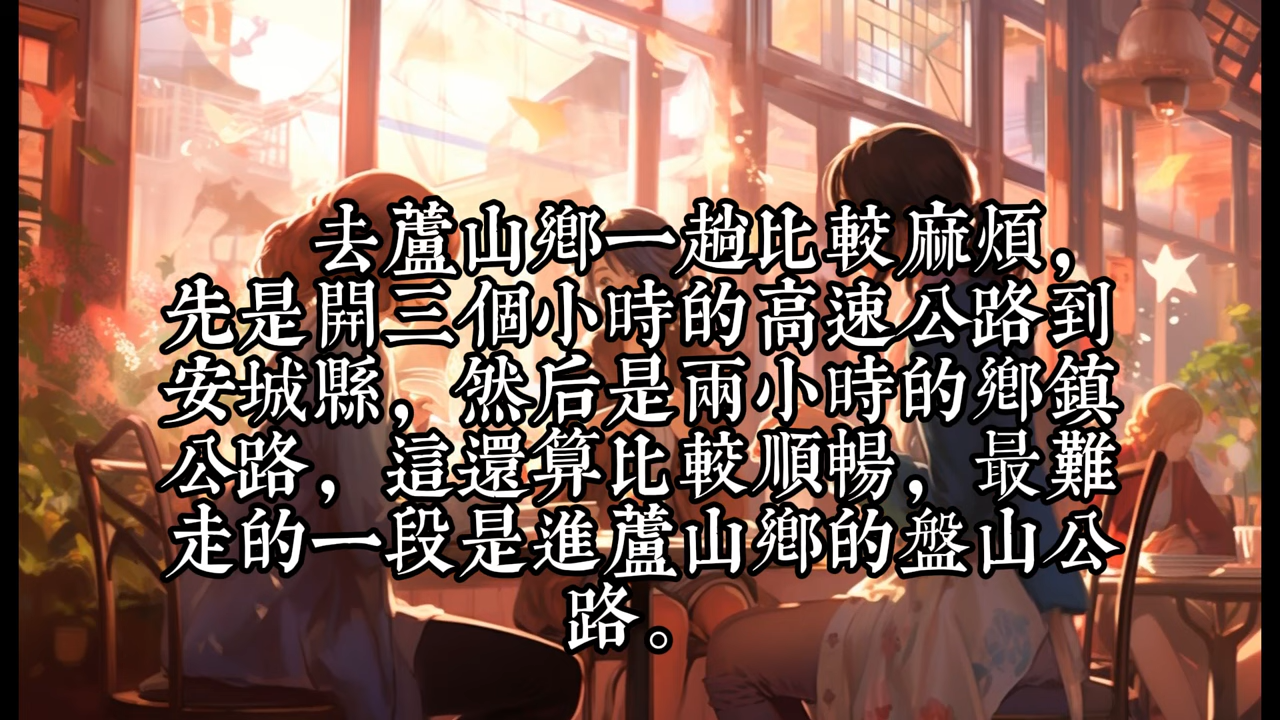 去蘆山鄉一趟比較麻煩，
先是開三個小時的高速公路到
安城縣，然后是兩小時的鄉鎮
公路，這還算比較順暢，最難
走的一段是進蘆山鄉的盤山公
路。